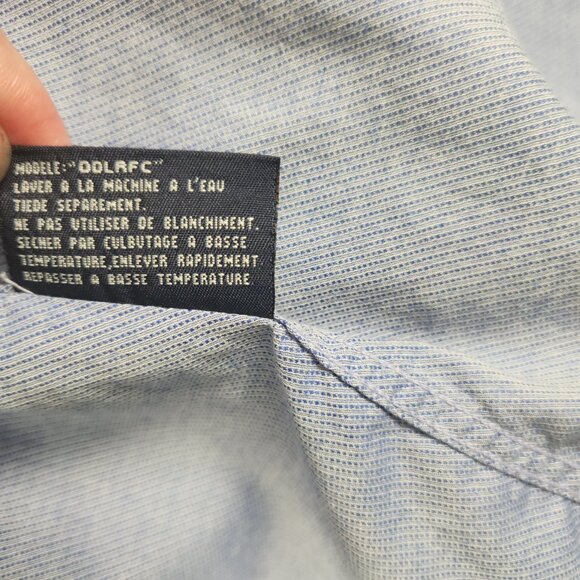 MODELE:"DDLRFC"
LAVER A LA MACHINE A L'EAU
TIEDE SEPAREMENT.
NE PAS UTILISER DE BLANCHIMENT.
SECHER PAR CULBUTAGE A BASSE
TEMPERATURE,ENLEVER RAPIDEMENT
REPASSER A BASSE TEMPERATURE.